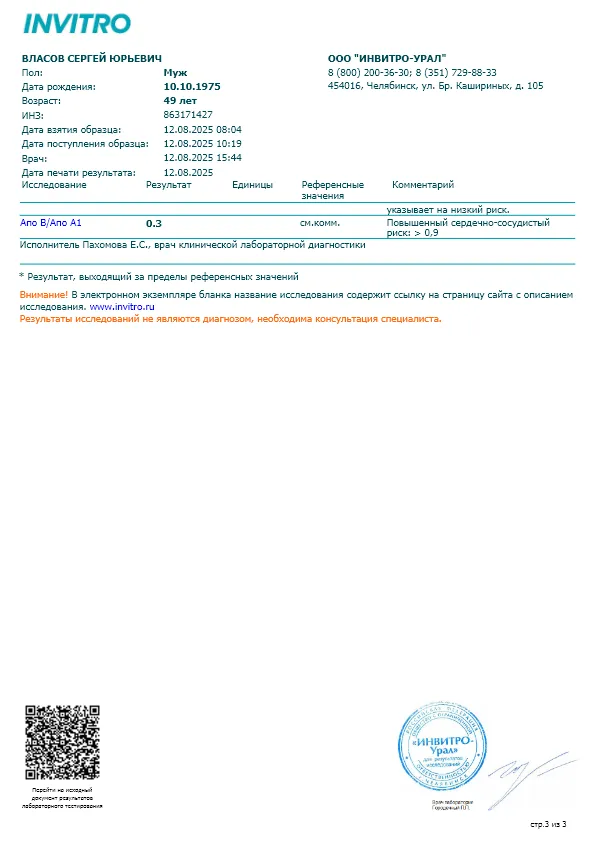 INVITRO
ВЛАСОВ СЕРГЕЙ ЮРЬЕВИЧ
Пол: Муж
Дата рождения: 10.10.1975
Возраст: 49 лет
ИНЗ: 863171427
Дата взятия образца: 12.08.2025 08:04
Дата поступления образца: 12.08.2025 10:19
Врач: 12.08.2025 15:44
Дата печати результата: 12.08.2025
ООО "ИНВИТРО-УРАЛ"
8 (800) 200-36-30; 8 (351) 729-88-33
454016, Челябинск, ул. Бр. Кашириных, д. 105
Исследование Результат Единицы Референсные Комментарий
значения
указывает на низкий риск.
Апо B/Апо A1 0.3 см.комм. Повышенный сердечно-сосудистый
риск: > 0,9
Исполнитель Пахомова Е.С., врач клинической лабораторной диагностики
* Результат, выходящий за пределы референсных значений
Внимание! В электронном экземпляре бланка название исследования содержит ссылку на страницу сайта с описанием
исследования. www.invitro.ru
Результаты исследований не являются диагнозом, необходима консультация специалиста.
Перейти на исходный
документ результатов
лабораторного тестирования
РОССИЙСКАЯ ФЕДЕРАЦИЯ
«ИНВИТРО-
Урал»
для результатов
исследований
ОТВЕТСТВЕННОСТЬЮ
ЧЕЛЯБИНСК
Врач лаборатории
стр.3 из 3